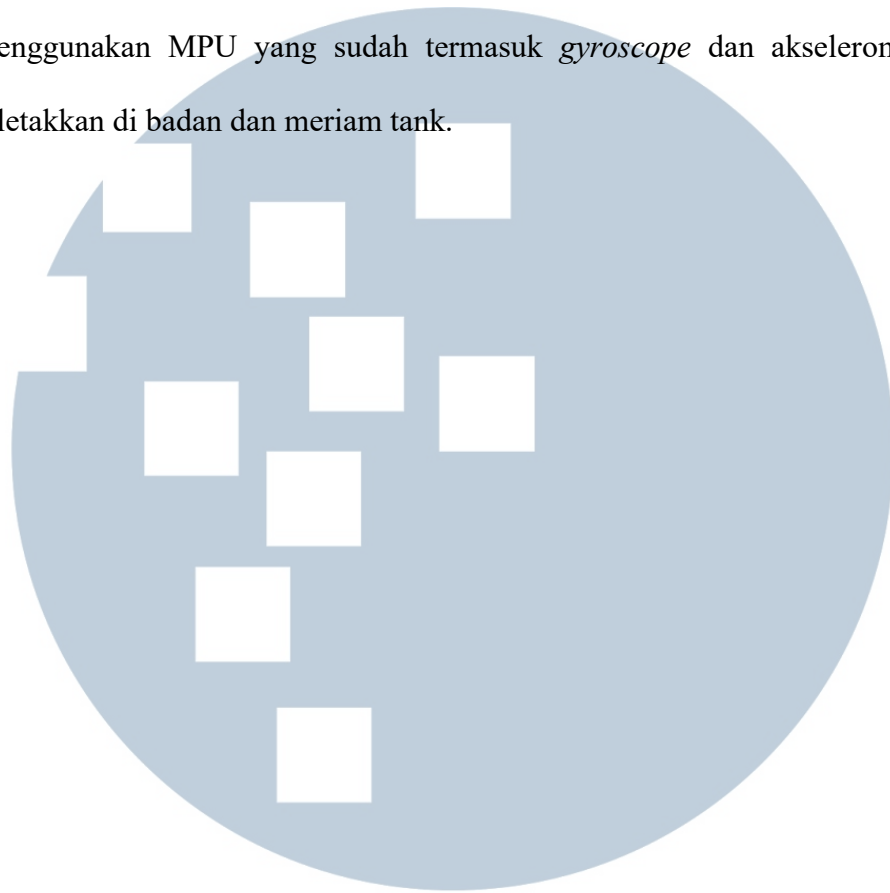 enggunakan MPU yang sudah termasuk gyroscope dan akseleron
letakkan di badan dan meriam tank.